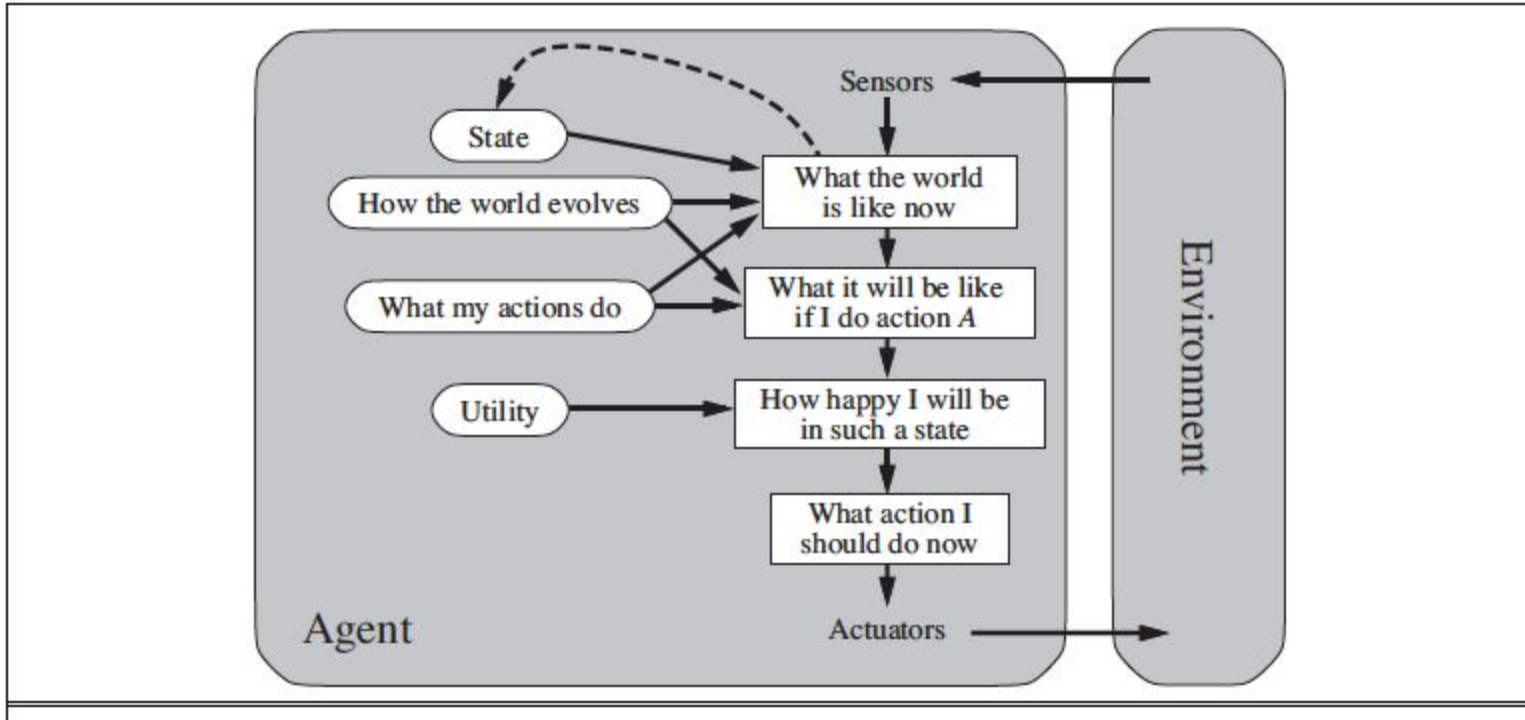 Sensors
State
What the world
is like now
How the world evolves
What it will be like
if I do action A
What my actions do
How happy I will be
in such a state
Utility
What action I
should do now
Agent
Actuators
Environment